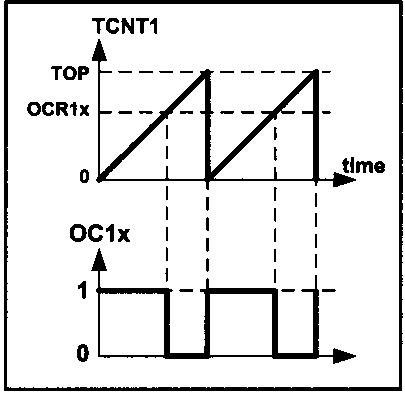 TCNT1
TOP
OCR1x
0
time
OC1x
1
0